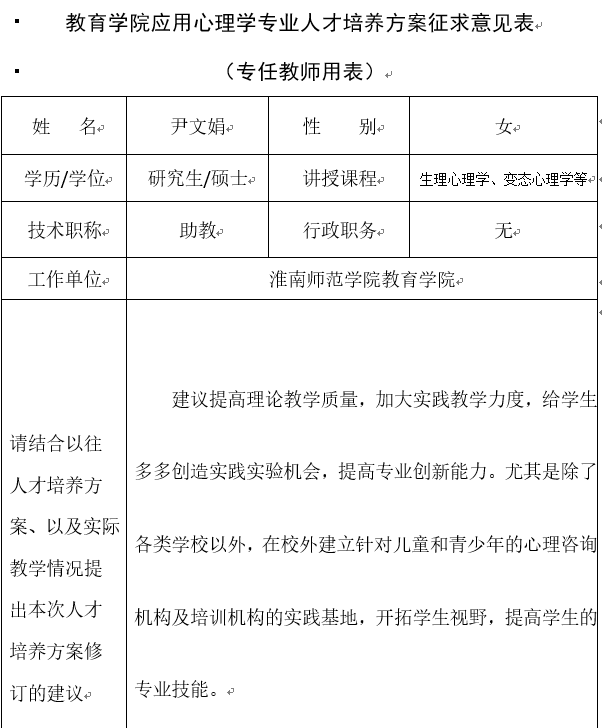 教育学院应用心理学专业人才培养方案征求意见表
（专任教师用表）
姓 名 尹文娟 性 别 女
学历/学位 研究生/硕士 讲授课程 生理心理学、变态心理学等
技术职称 助教 行政职务 无
工作单位 淮南师范学院教育学院
请结合以往
人才培养方
案、以及实际
教学情况提
出本次人才
培养方案修
订的建议
建议提高理论教学质量，加大实践教学力度，给学生
多多创造实践实验机会，提高专业创新能力。尤其是除了
各类学校以外，在校外建立针对儿童和青少年的心理咨询
机构及培训机构的实践基地，开拓学生视野，提高学生的
专业技能。